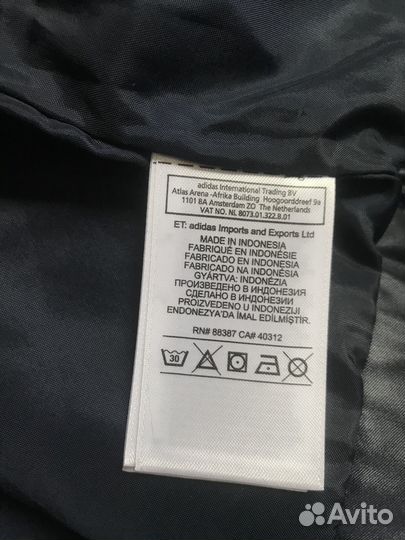 adidas International Trading BV
Atlas Arena -Afrika Building Hoogoorddreef 9a
1101 BA Amsterdam ZO The Netherlands
VAT NO. NL 8073.01.322.B.01
ET: adidas Imports and Exports Ltd
MADE IN INDONESIA
FABRIQUÉ EN INDONÉSIE
FABRICADO EN INDONESIA
FABRICADO NA INDONÉSIA
GYÁRTVA: INDONÉZIA
ПРОИЗВЕДЕНО В ИНДОНЕЗИЯ
СДЕЛАНО В ИНДОНЕЗИИ
PROIZVEDENO U INDONEZIJI
ENDONEZYA'DA İMAL EDİLMİŞTİR.
RN# 88387 CA# 40312
30
Avito